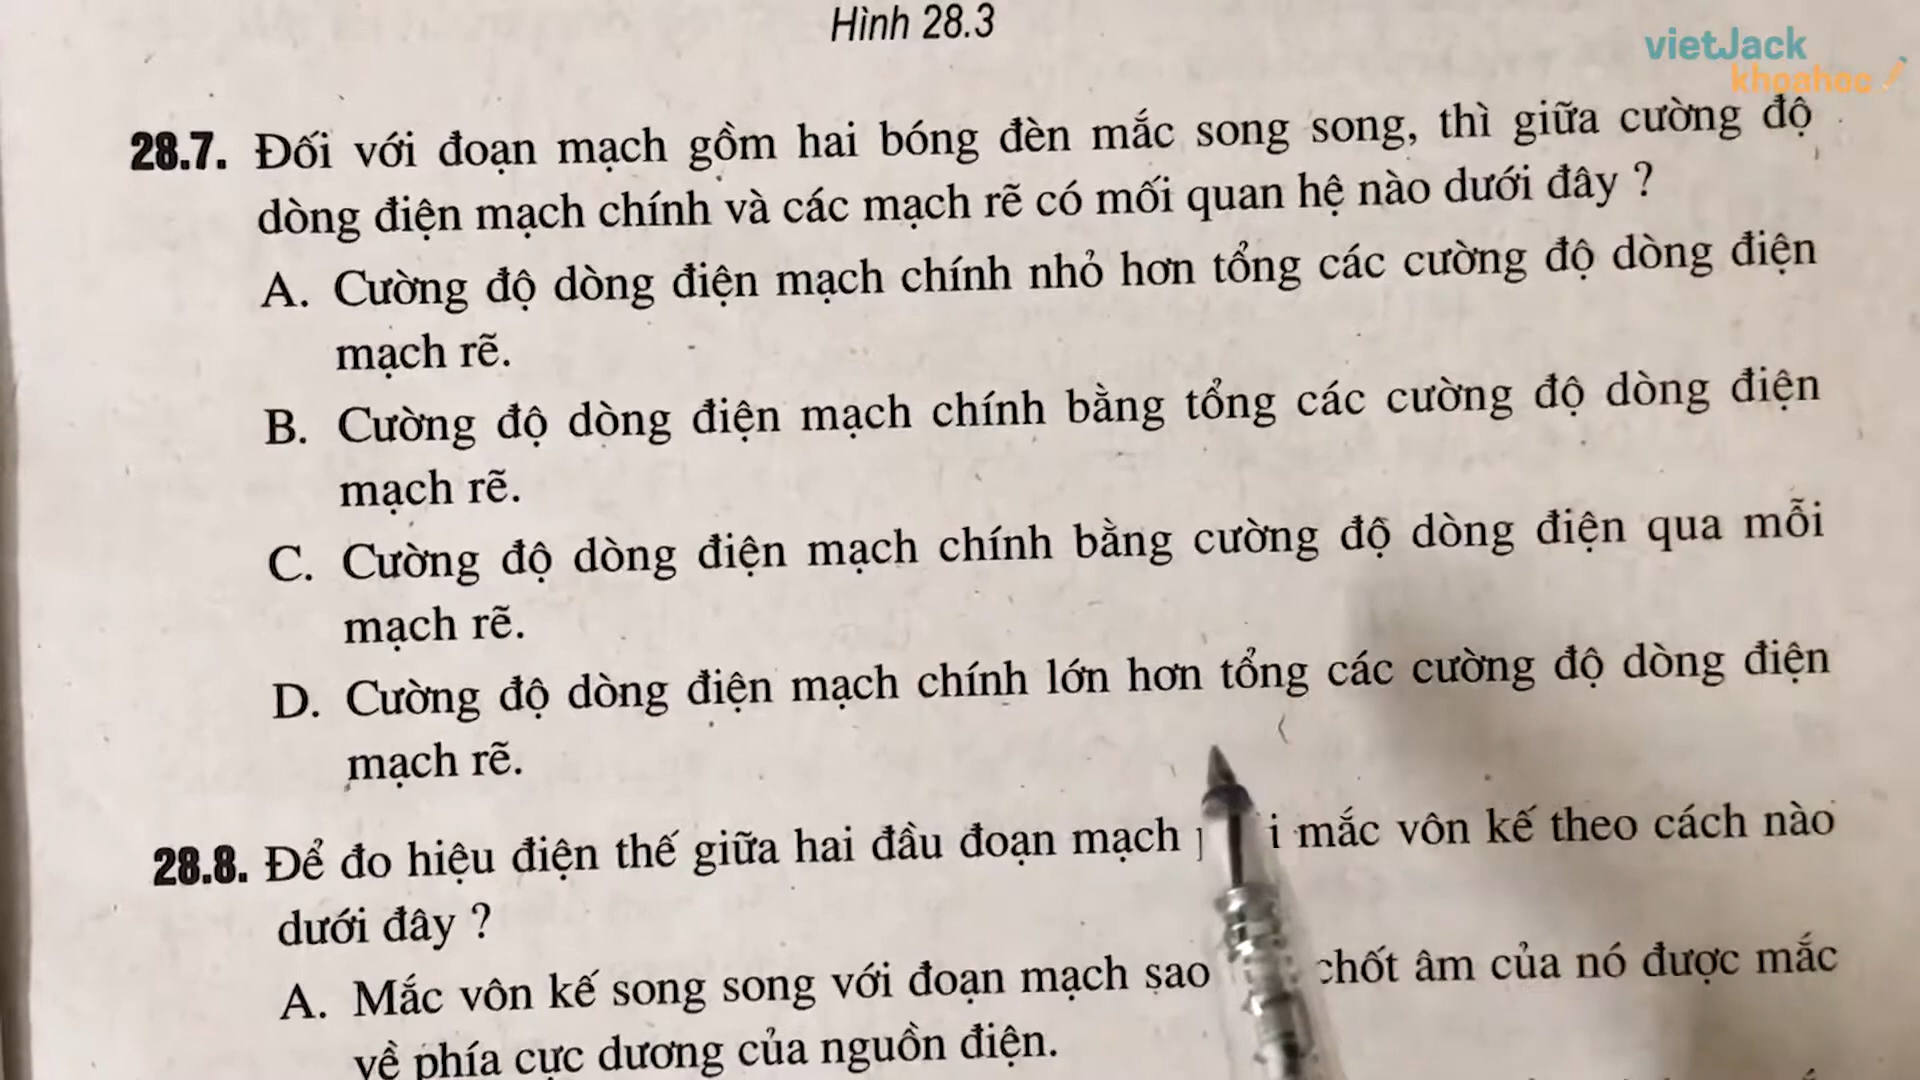 Hình 28.3
vietJack
khoahoc
28.7. Đối với đoạn mạch gồm hai bóng đèn mắc song song, thì giữa cường độ
dòng điện mạch chính và các mạch rẽ có mối quan hệ nào dưới đây ?
A. Cường độ dòng điện mạch chính nhỏ hơn tổng các cường độ dòng điện
mạch rẽ.
B. Cường độ dòng điện mạch chính bằng tổng các cường độ dòng điện
mạch rẽ.
C. Cường độ dòng điện mạch chính bằng cường độ dòng điện qua mỗi
mạch rẽ.
D. Cường độ dòng điện mạch chính lớn hơn tổng các cường độ dòng điện
mạch rẽ.
28.8. Để đo hiệu điện thế giữa hai đầu đoạn mạch mắc vôn kế theo cách nào
dưới đây ?
A. Mắc vôn kế song song với đoạn mạch sao chốt âm của nó được mắc
về phía cực dương của nguồn điện.